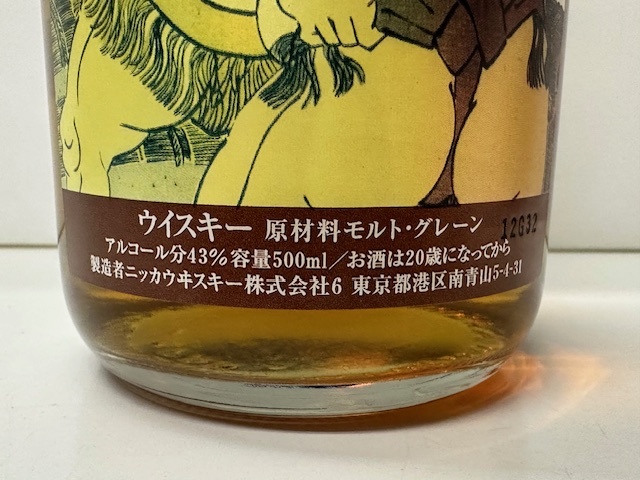 ウイスキー 原材料モルト・グレーン
12G32
アルコール分43%容量500ml/お酒は20歳になってから
製造者ニッカウヰスキー株式会社6 東京都港区南青山5-4-31